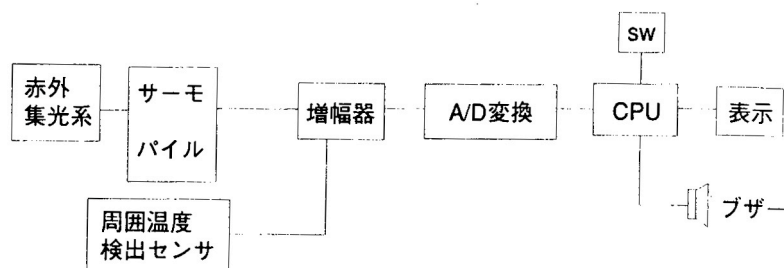 SW
赤外
集光系
サーモ
パイル
増幅器
A/D変換
CPU
表示
周囲温度
検出センサ
ブザー